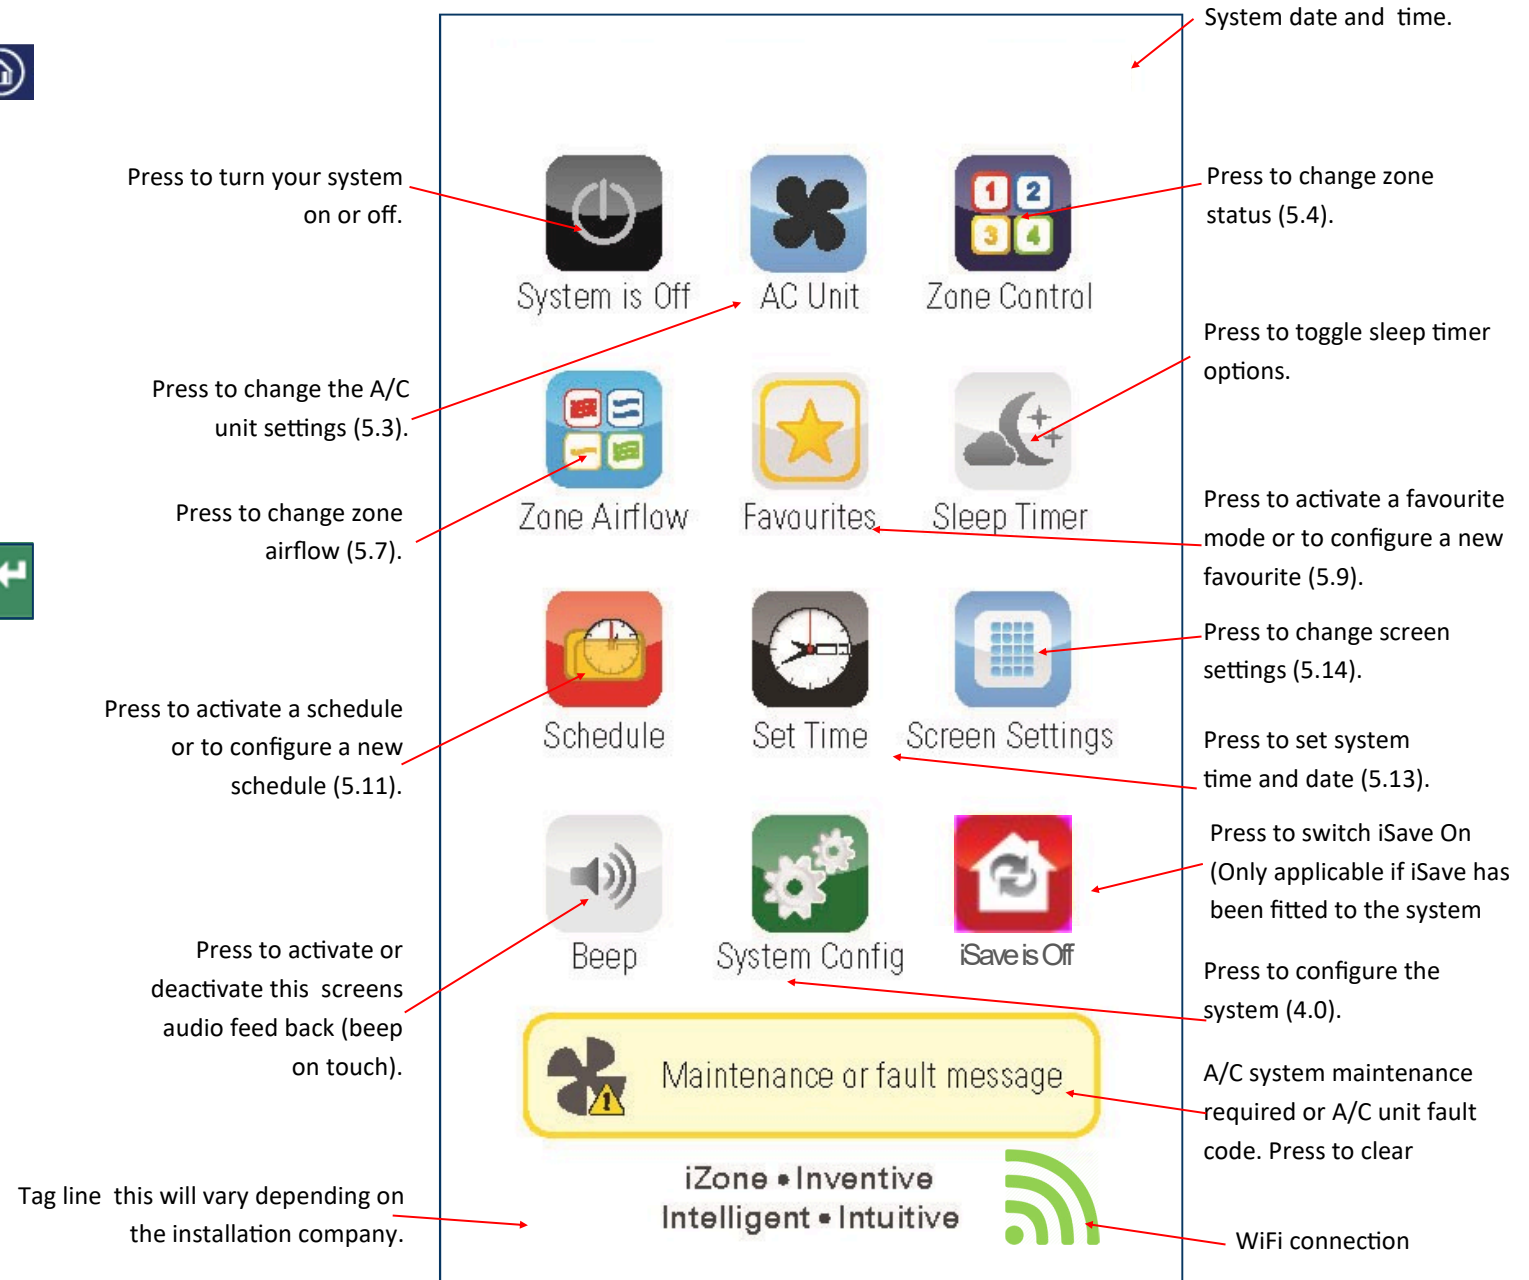 System date and time.
Press to turn your system
on or off.
Press to change zone
status (5.4).
1 2
3 4
System is Off
AC Unit
Zone Control
Press to change the A/C
unit settings (5.3).
Press to toggle sleep timer
options.
Press to change zone
airflow (5.7).
Zone Airflow
Favourites
Sleep Timer
Press to activate a favourite
mode or to configure a new
favourite (5.9).
Press to change screen
settings (5.14).
Press to activate a schedule
or to configure a new
schedule (5.11).
Schedule
Set Time
Screen Settings
Press to set system
time and date (5.13).
Press to switch iSave On
(Only applicable if iSave has
been fitted to the system
Press to activate or
deactivate this screens
audio feed back (beep
on touch).
Beep
System Config
iSave is Off
Press to configure the
system (4.0).
Maintenance or fault message
A/C system maintenance
required or A/C unit fault
code. Press to clear
Tag line this will vary depending on
the installation company.
iZone • Inventive
Intelligent • Intuitive
WiFi connection